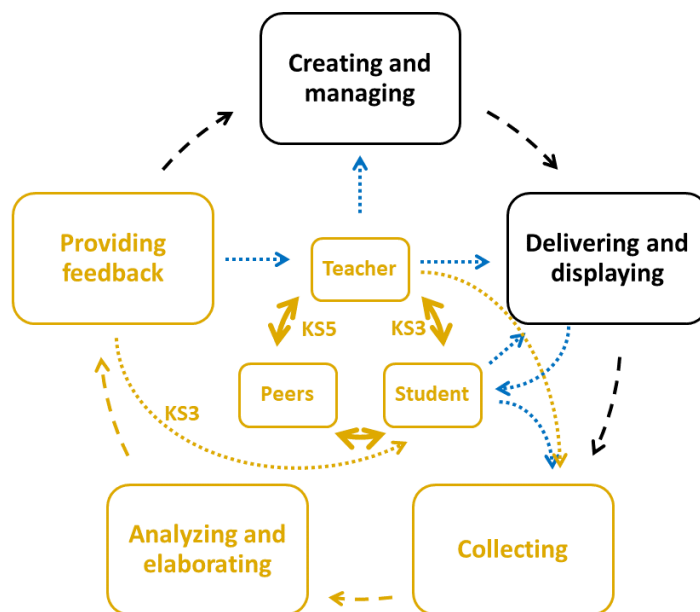 Creating and
managing
Providing
feedback
Teacher
Delivering and
displaying
KS5
KS3
Peers
Student
KS3
Analyzing and
elaborating
Collecting